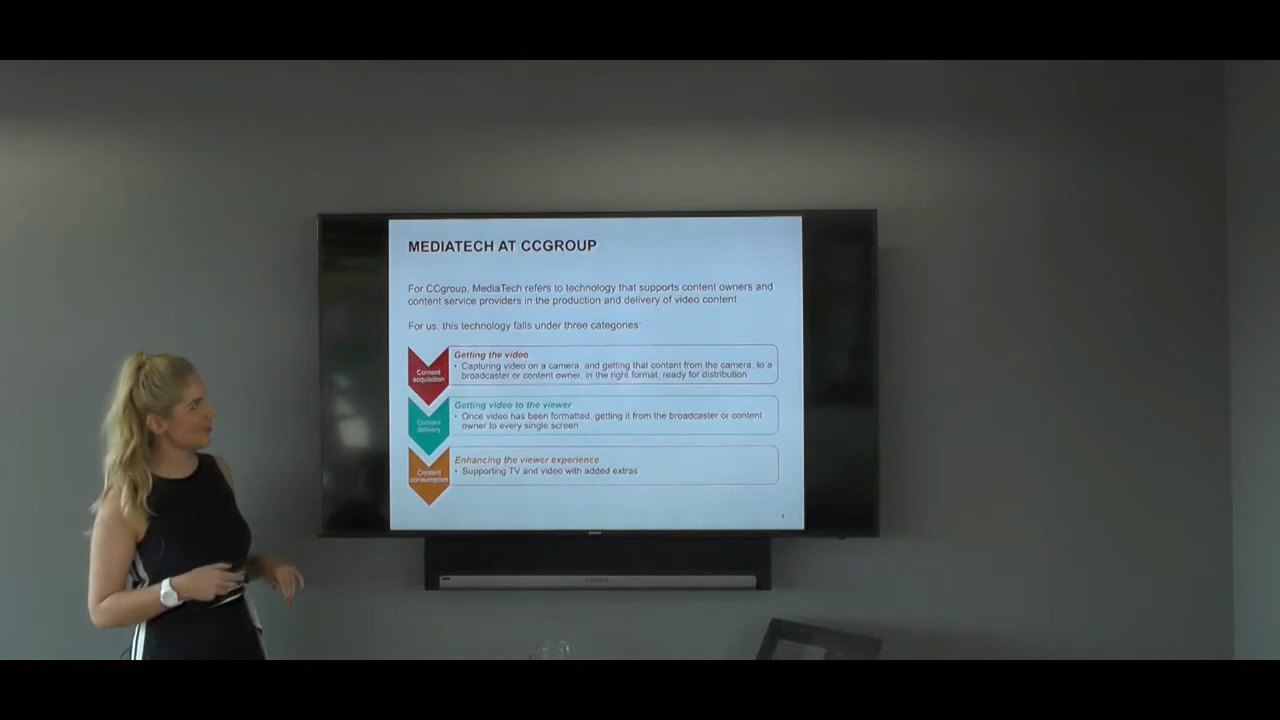 MEDIATECH AT CCGROUP
For CCgroup, MediaTech refers to technology that supports content owners and
content service providers in the production and delivery of video content.
For us, this technology falls under three categories:
Content
acquisition
Getting the video
• Capturing video on a camera, and getting that content from the camera, to a
broadcaster or content owner, in the right format, ready for distribution
Content
delivery
Getting video to the viewer
• Once video has been formatted, getting it from the broadcaster or content
owner to every single screen
Content
consumption
Enhancing the viewer experience
• Supporting TV and video with added extras